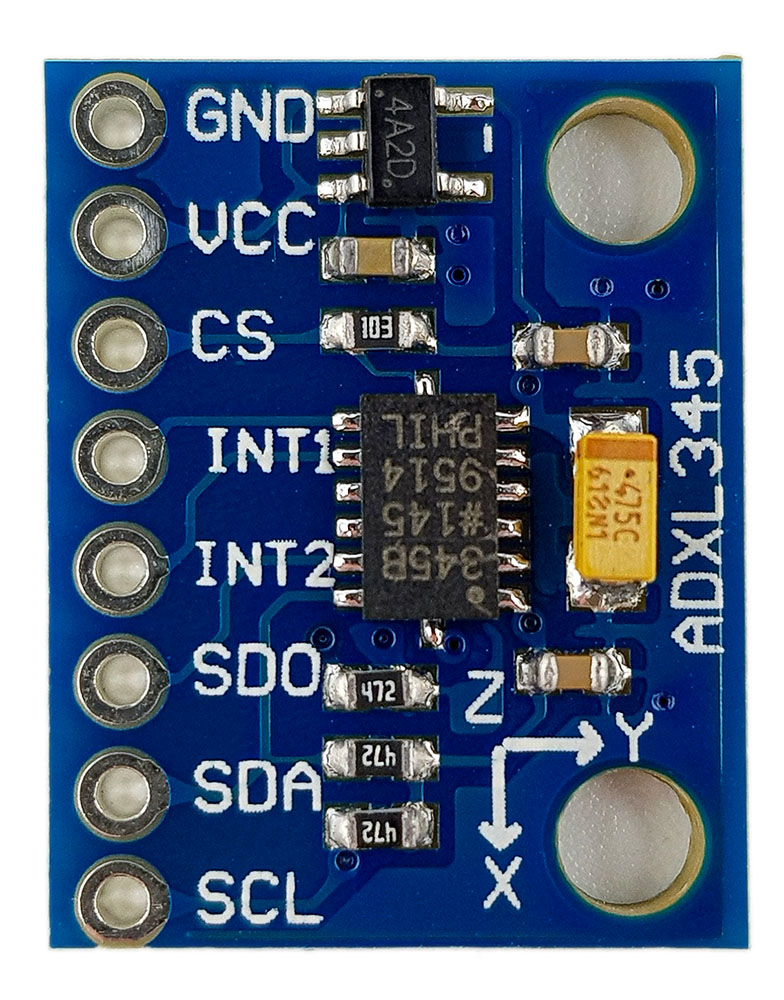 GND
4A2D
VCC
CS
103
INT1
345B
#145
9514
PHIL
INT2
475C
612N1
ADXL345
SDO
472
Z
Y
SDA
472
472
X
SCL